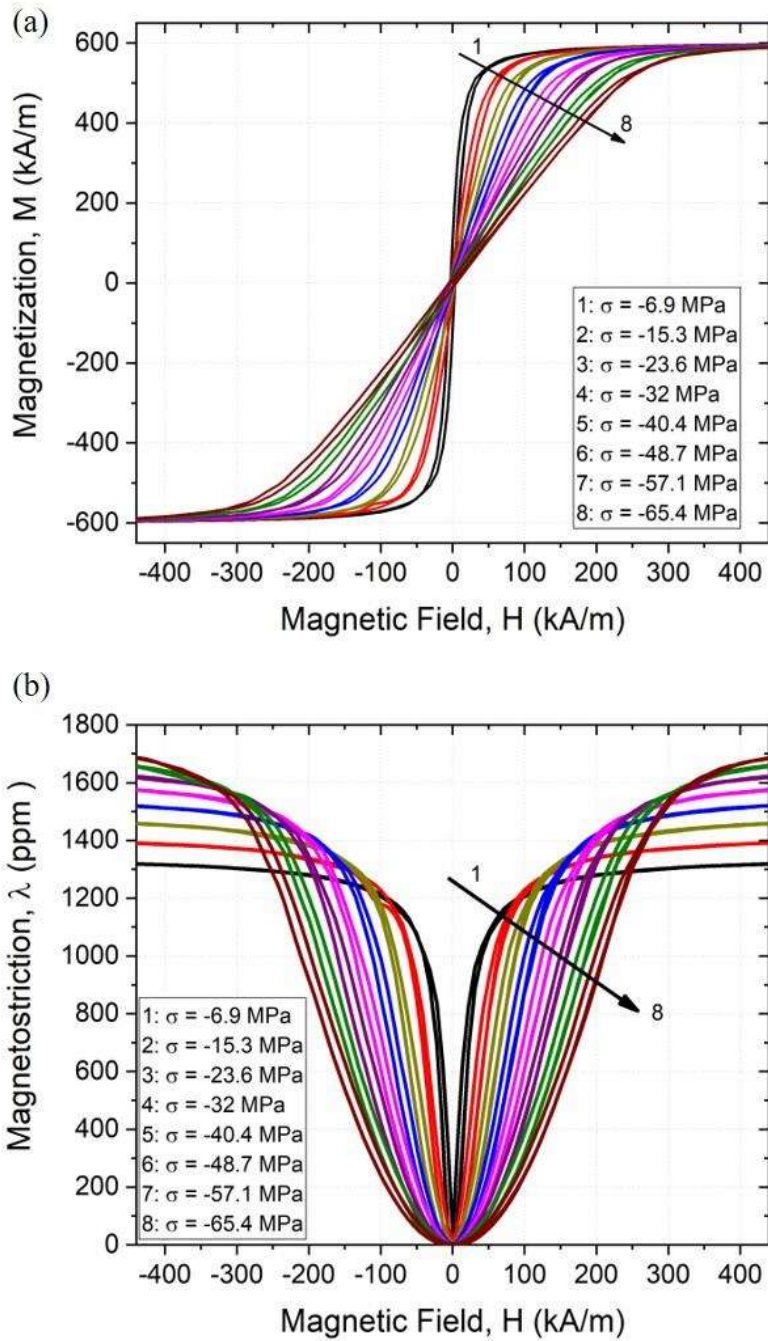 (a)
600
400
200
0
-200
-400
-600
Magnetization, M (kA/m)
1
8
1: σ = -6.9 MPa
2: σ = -15.3 MPa
3: σ = -23.6 MPa
4: σ = -32 MPa
5: σ = -40.4 MPa
6: σ = -48.7 MPa
7: σ = -57.1 MPa
8: σ = -65.4 MPa
-400 -300 -200 -100 0 100 200 300 400
Magnetic Field, H (kA/m)
(b)
1800
1600
1400
1200
1000
800
600
400
200
0
Magnetostriction, λ (ppm )
1
8
1: σ = -6.9 MPa
2: σ = -15.3 MPa
3: σ = -23.6 MPa
4: σ = -32 MPa
5: σ = -40.4 MPa
6: σ = -48.7 MPa
7: σ = -57.1 MPa
8: σ = -65.4 MPa
-400 -300 -200 -100 0 100 200 300 400
Magnetic Field, H (kA/m)